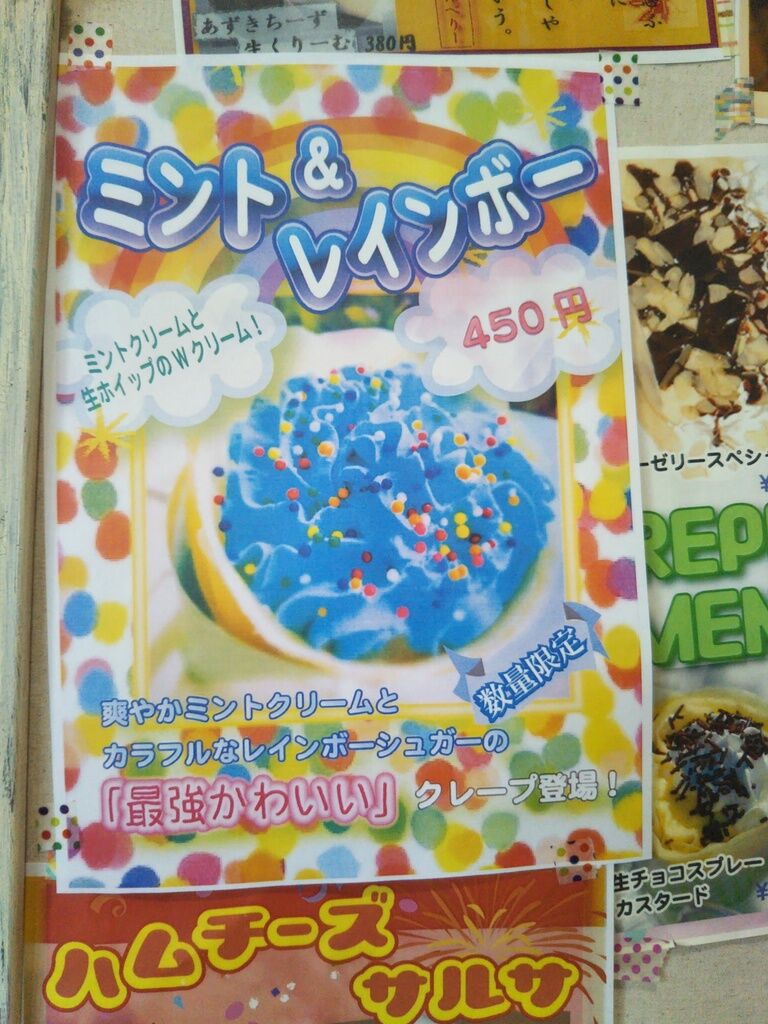 あずきちーず
生くりーむ 380円
う。
しゃ
に
ミント
&
レインボー
ミントクリームと
生ホイップのWクリーム!
450円
数量限定
爽やかミントクリームと
カラフルなレインボーシュガーの
「最強かわいい」クレープ登場!
ーゼリースペシャ
REP
MEN
生チョコスプレー
カスタード
ハムチーズ
サルサ